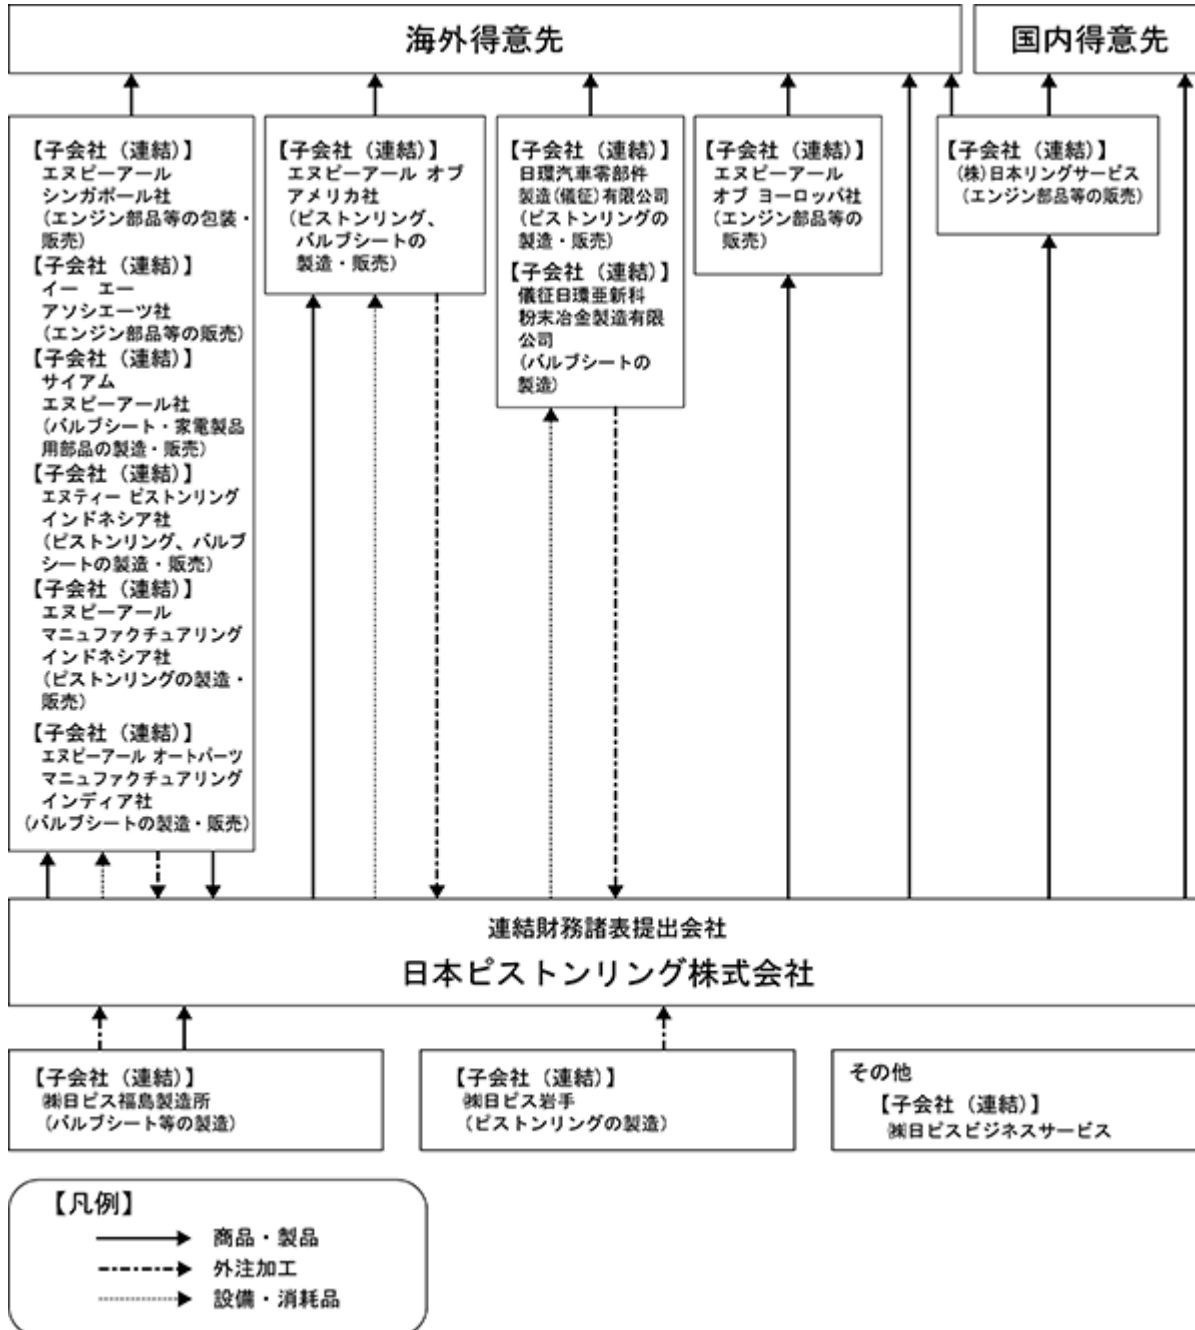 海外得意先
国内得意先
【子会社（連結）】
エヌピーアール
シンガポール社
(エンジン部品等の包装・
販売)
【子会社（連結）】
イー　エー
アソシエーツ社
(エンジン部品等の販売)
【子会社（連結）】
サイアム
エヌピーアール社
(バルブシート・家電製品
用部品の製造・販売)
【子会社（連結）】
エヌティー ピストンリング
インドネシア社
(ピストンリング、バルブ
シートの製造・販売)
【子会社（連結）】
エヌピーアール
マニュファクチュアリング
インドネシア社
(ピストンリングの製造・
販売)
【子会社（連結）】
エヌピーアール オートパーツ
マニュファクチュアリング
インディア社
(バルブシートの製造・販売)
【子会社（連結）】
エヌピーアール オブ
アメリカ社
(ピストンリング、
バルブシートの
製造・販売)
【子会社（連結）】
日環汽車零部件
製造(儀征)有限公司
(ピストンリングの
製造・販売)
【子会社（連結）】
儀征日環亜新科
粉末冶金製造有限
公司
(バルブシートの
製造)
【子会社（連結）】
エヌピーアール
オブ ヨーロッパ社
(エンジン部品等の
販売)
【子会社（連結）】
(株)日本リングサービス
(エンジン部品等の販売)
連結財務諸表提出会社
日本ピストンリング株式会社
【子会社（連結）】
㈱日ピス福島製造所
(バルブシート等の製造)
【子会社（連結）】
㈱日ピス岩手
(ピストンリングの製造)
その他
【子会社（連結）】
㈱日ピスビジネスサービス
【凡例】
商品・製品
外注加工
設備・消耗品